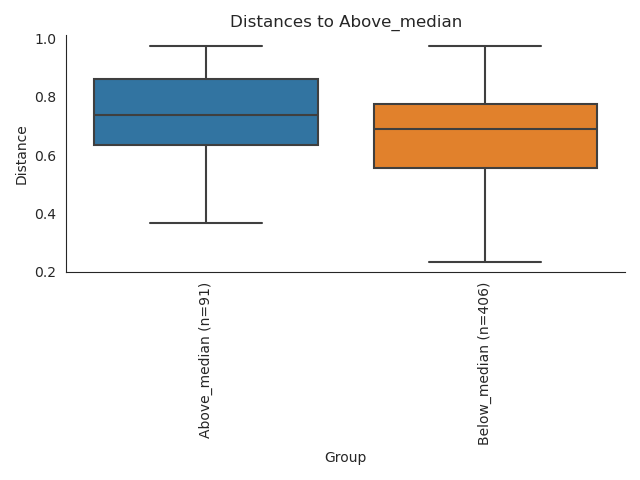 Distances to Above_median
1.0
0.8
0.6
0.4
0.2
Distance
Above_median (n=91)
Below_median (n=406)
Group